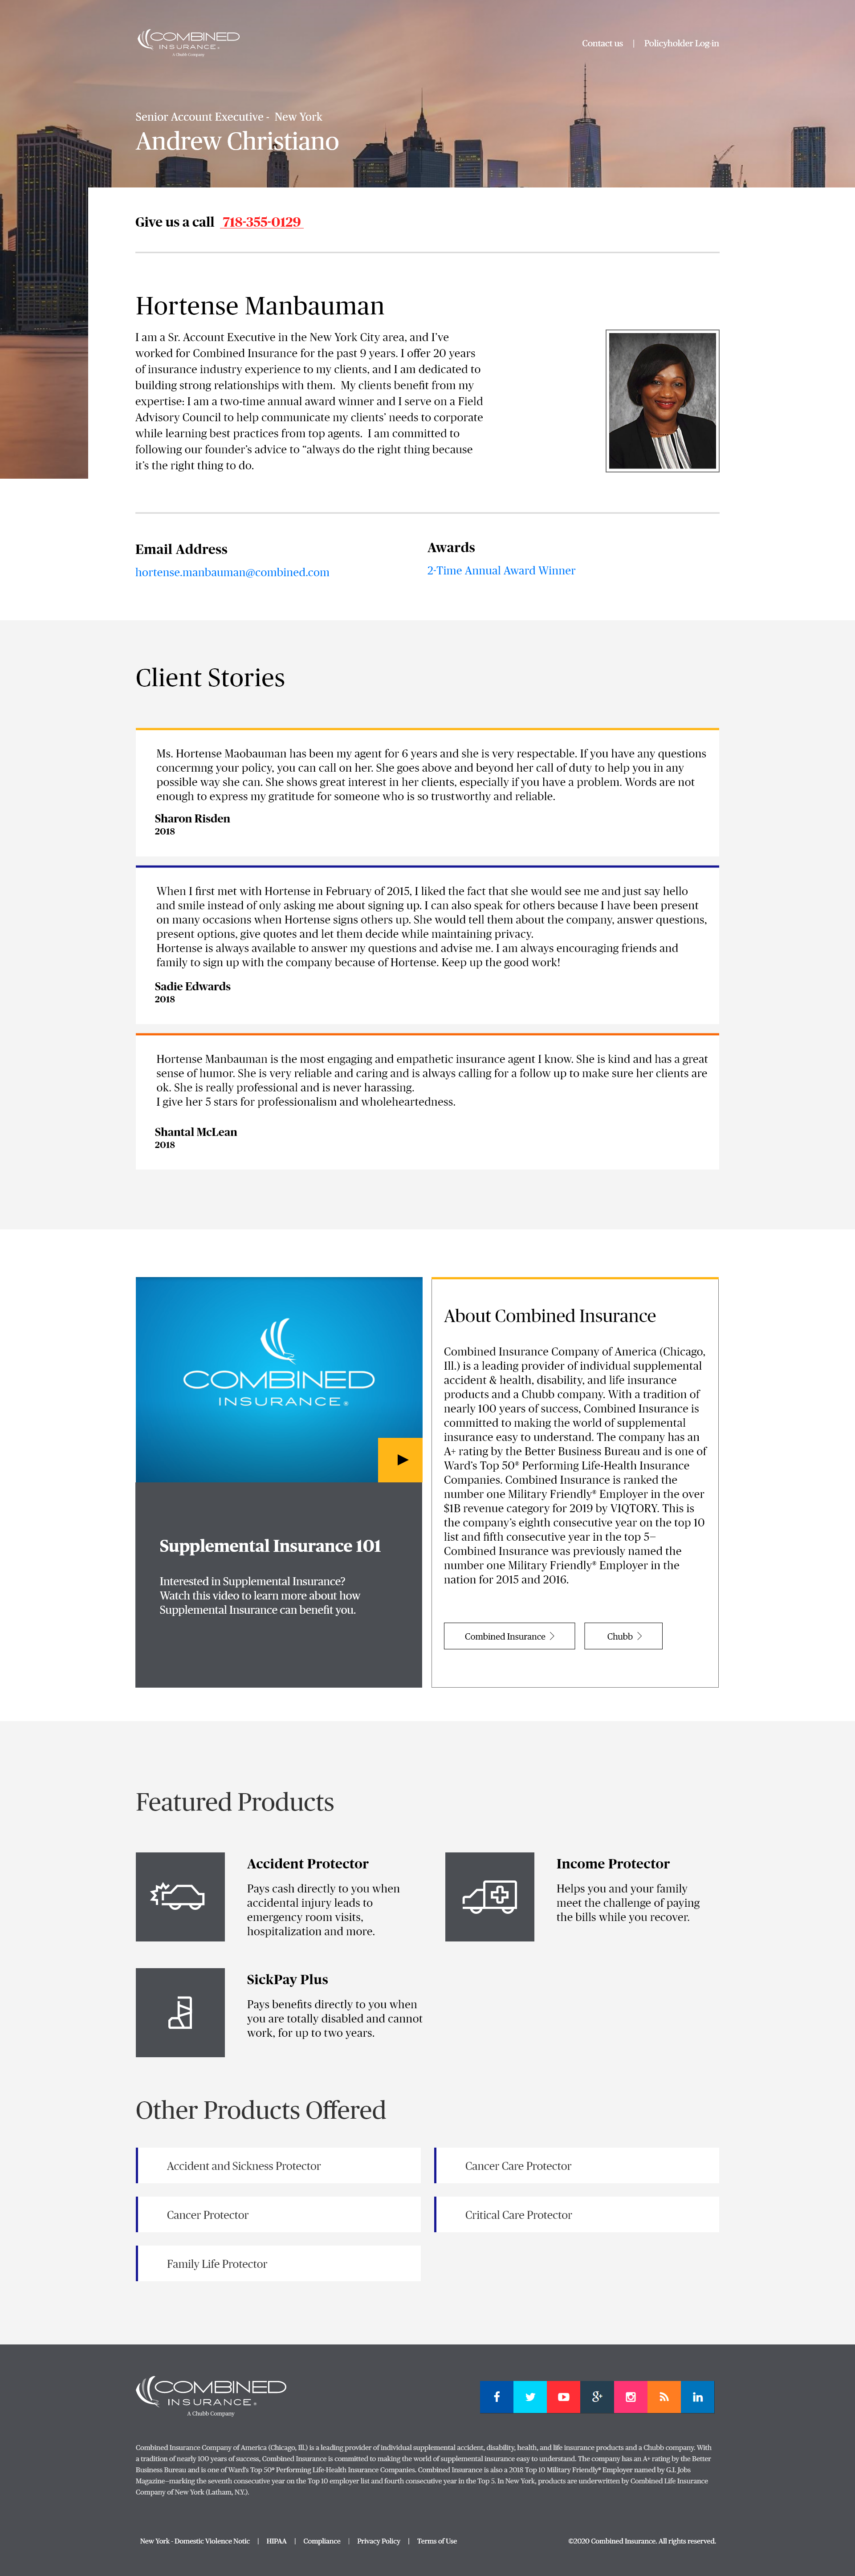 COMBINED
INSURANCE®
A Chubb Company
Contact us | Policyholder Log-in
Senior Account Executive - New York
Andrew Christiano
Give us a call 718-355-0129
Hortense Manbauman
I am a Sr. Account Executive in the New York City area, and I've
worked for Combined Insurance for the past 9 years. I offer 20 years
of insurance industry experience to my clients, and I am dedicated to
building strong relationships with them. My clients benefit from my
expertise: I am a two-time annual award winner and I serve on a Field
Advisory Council to help communicate my clients' needs to corporate
while learning best practices from top agents. I am committed to
following our founder's advice to "always do the right thing because
it's the right thing to do.
Email Address
hortense.manbauman@combined.com
Awards
2-Time Annual Award Winner
Client Stories
Ms. Hortense Maobauman has been my agent for 6 years and she is very respectable. If you have any questions
concermng your policy, you can call on her. She goes above and beyond her call of duty to help you in any
possible way she can. She shows great interest in her clients, especially if you have a problem. Words are not
enough to express my gratitude for someone who is so trustworthy and reliable.
Sharon Risden
2018
When I first met with Hortense in February of 2015, I liked the fact that she would see me and just say hello
and smile instead of only asking me about signing up. I can also speak for others because I have been present
on many occasions when Hortense signs others up. She would tell them about the company, answer questions,
present options, give quotes and let them decide while maintaining privacy.
Hortense is always available to answer my questions and advise me. I am always encouraging friends and
family to sign up with the company because of Hortense. Keep up the good work!
Sadie Edwards
2018
Hortense Manbauman is the most engaging and empathetic insurance agent I know. She is kind and has a great
sense of humor. She is very reliable and caring and is always calling for a follow up to make sure her clients are
ok. She is really professional and is never harassing.
I give her 5 stars for professionalism and wholeheartedness.
Shantal McLean
2018
COMBINED
INSURANCE®
Supplemental Insurance 101
Interested in Supplemental Insurance?
Watch this video to learn more about how
Supplemental Insurance can benefit you.
About Combined Insurance
Combined Insurance Company of America (Chicago,
Ill.) is a leading provider of individual supplemental
accident & health, disability, and life insurance
products and a Chubb company. With a tradition of
nearly 100 years of success, Combined Insurance is
committed to making the world of supplemental
insurance easy to understand. The company has an
A+ rating by the Better Business Bureau and is one of
Ward's Top 50® Performing Life-Health Insurance
Companies. Combined Insurance is ranked the
number one Military Friendly® Employer in the over
$1B revenue category for 2019 by VIQTORY. This is
the company's eighth consecutive year on the top 10
list and fifth consecutive year in the top 5–
Combined Insurance was previously named the
number one Military Friendly® Employer in the
nation for 2015 and 2016.
Combined Insurance
Chubb
Featured Products
Accident Protector
Pays cash directly to you when
accidental injury leads to
emergency room visits,
hospitalization and more.
Income Protector
Helps you and your family
meet the challenge of paying
the bills while you recover.
SickPay Plus
Pays benefits directly to you when
you are totally disabled and cannot
work, for up to two years.
Other Products Offered
Accident and Sickness Protector
Cancer Care Protector
Cancer Protector
Critical Care Protector
Family Life Protector
COMBINED
INSURANCE®
A Chubb Company
Combined Insurance Company of America (Chicago, Ill.) is a leading provider of individual supplemental accident, disability, health, and life insurance products and a Chubb company. With
a tradition of nearly 100 years of success, Combined Insurance is committed to making the world of supplemental insurance easy to understand. The company has an A+ rating by the Better
Business Bureau and is one of Ward's Top 50® Performing Life-Health Insurance Companies. Combined Insurance is also a 2018 Top 10 Military Friendly® Employer named by G.I. Jobs
Magazine—marking the seventh consecutive year on the Top 10 employer list and fourth consecutive year in the Top 5. In New York, products are underwritten by Combined Life Insurance
Company of New York (Latham, N.Y.).
New York - Domestic Violence Notic | HIPAA | Compliance | Privacy Policy | Terms of Use
©2020 Combined Insurance. All rights reserved.